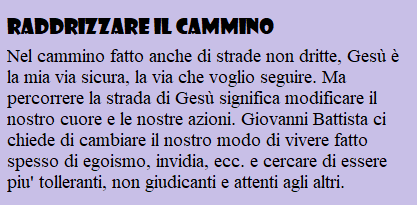 RADDRIZZARE IL CAMMINO
Nel cammino fatto anche di strade non dritte, Gesù è
la mia via sicura, la via che voglio seguire. Ma
percorrere la strada di Gesù significa modificare il
nostro cuore e le nostre azioni. Giovanni Battista ci
chiede di cambiare il nostro modo di vivere fatto
spesso di egoismo, invidia, ecc. e cercare di essere
piu' tolleranti, non giudicanti e attenti agli altri.